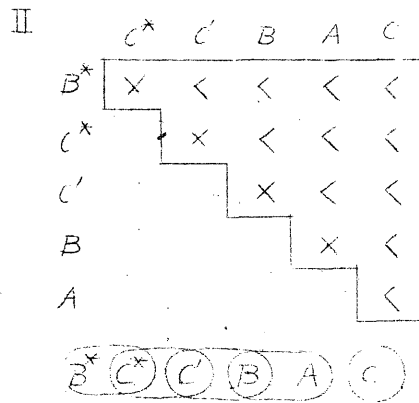 II
C* C' B A C
B* × < < < <
C* × < < <
C' × < <
B × <
A <
B* C* C' B A C